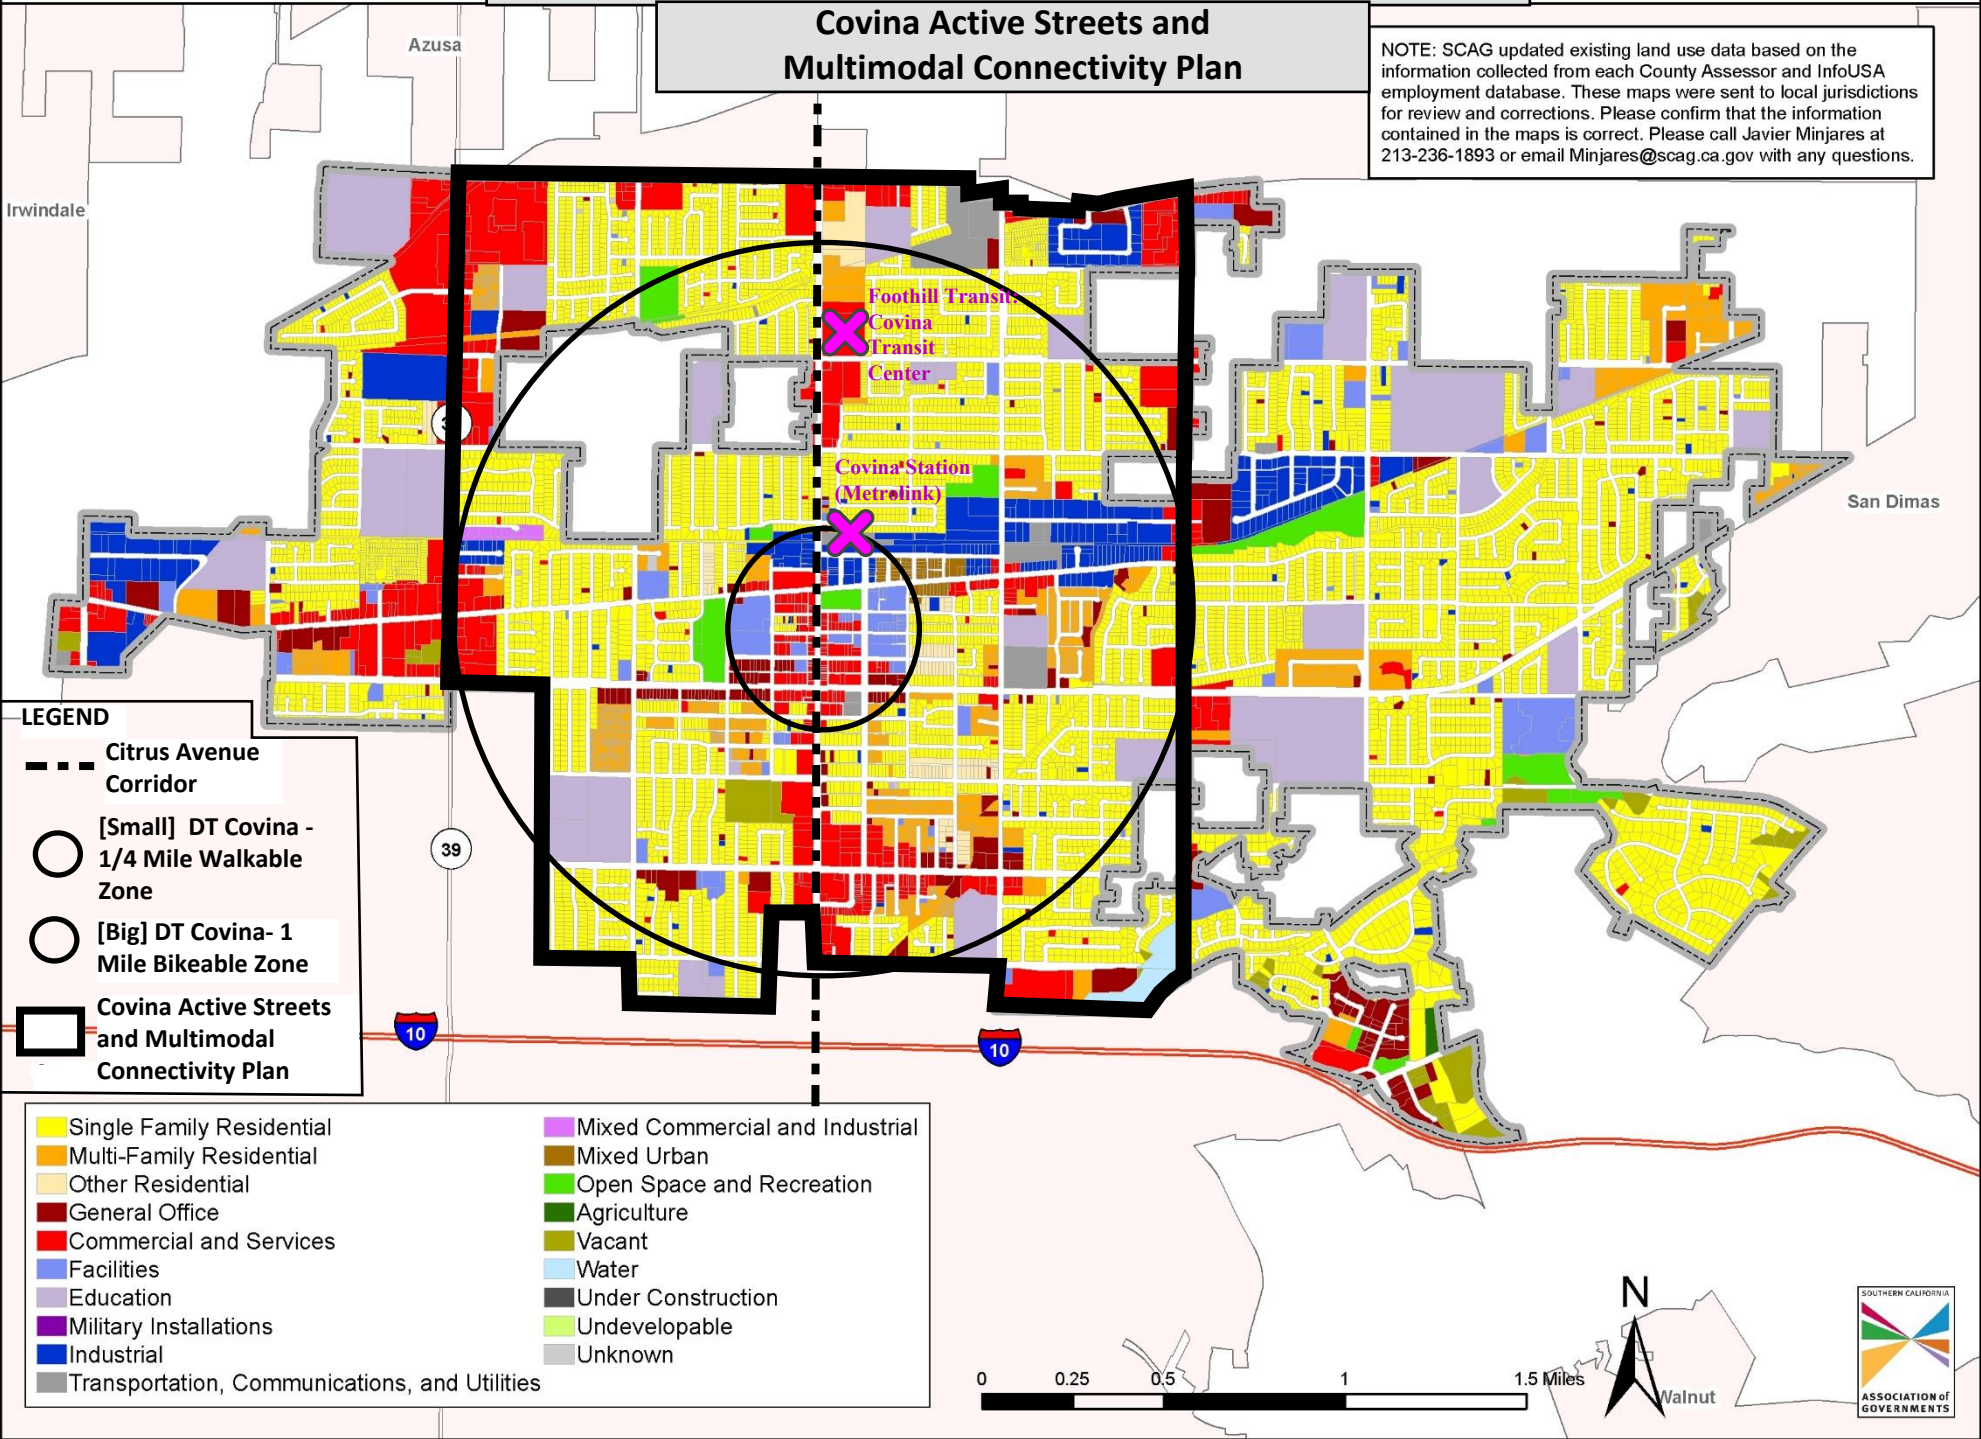 Covina Active Streets and
Multimodal Connectivity Plan
NOTE: SCAG updated existing land use data based on the
information collected from each County Assessor and InfoUSA
employment database. These maps were sent to local jurisdictions
for review and corrections. Please confirm that the information
contained in the maps is correct. Please call Javier Minjares at
213-236-1893 or email Minjares@scag.ca.gov with any questions.
Azusa
Irwindale
Foothill Transit:
Covina
Transit
Center
Covina Station
(Metrolink)
San Dimas
LEGEND
Citrus Avenue
Corridor
[Small] DT Covina -
1/4 Mile Walkable
Zone
[Big] DT Covina- 1
Mile Bikeable Zone
Covina Active Streets
and Multimodal
Connectivity Plan
39
10
10
Single Family Residential
Multi-Family Residential
Other Residential
General Office
Commercial and Services
Facilities
Education
Military Installations
Industrial
Transportation, Communications, and Utilities
Mixed Commercial and Industrial
Mixed Urban
Open Space and Recreation
Agriculture
Vacant
Water
Under Construction
Undevelopable
Unknown
0 0.25 0.5 1 1.5 Miles
N
Walnut
SOUTHERN CALIFORNIA
ASSOCIATION of
GOVERNMENTS